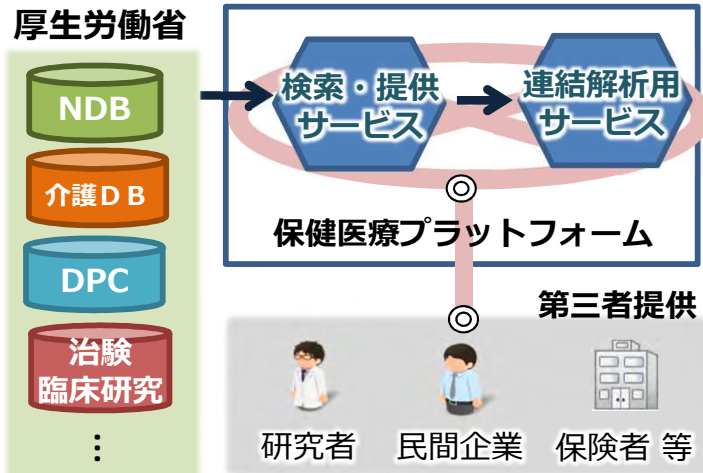 厚生労働省
NDB
介護ＤＢ
DPC
治験
臨床研究
⋮
検索・提供
サービス
連結解析用
サービス
保健医療プラットフォーム
第三者提供
研究者
民間企業
保険者 等